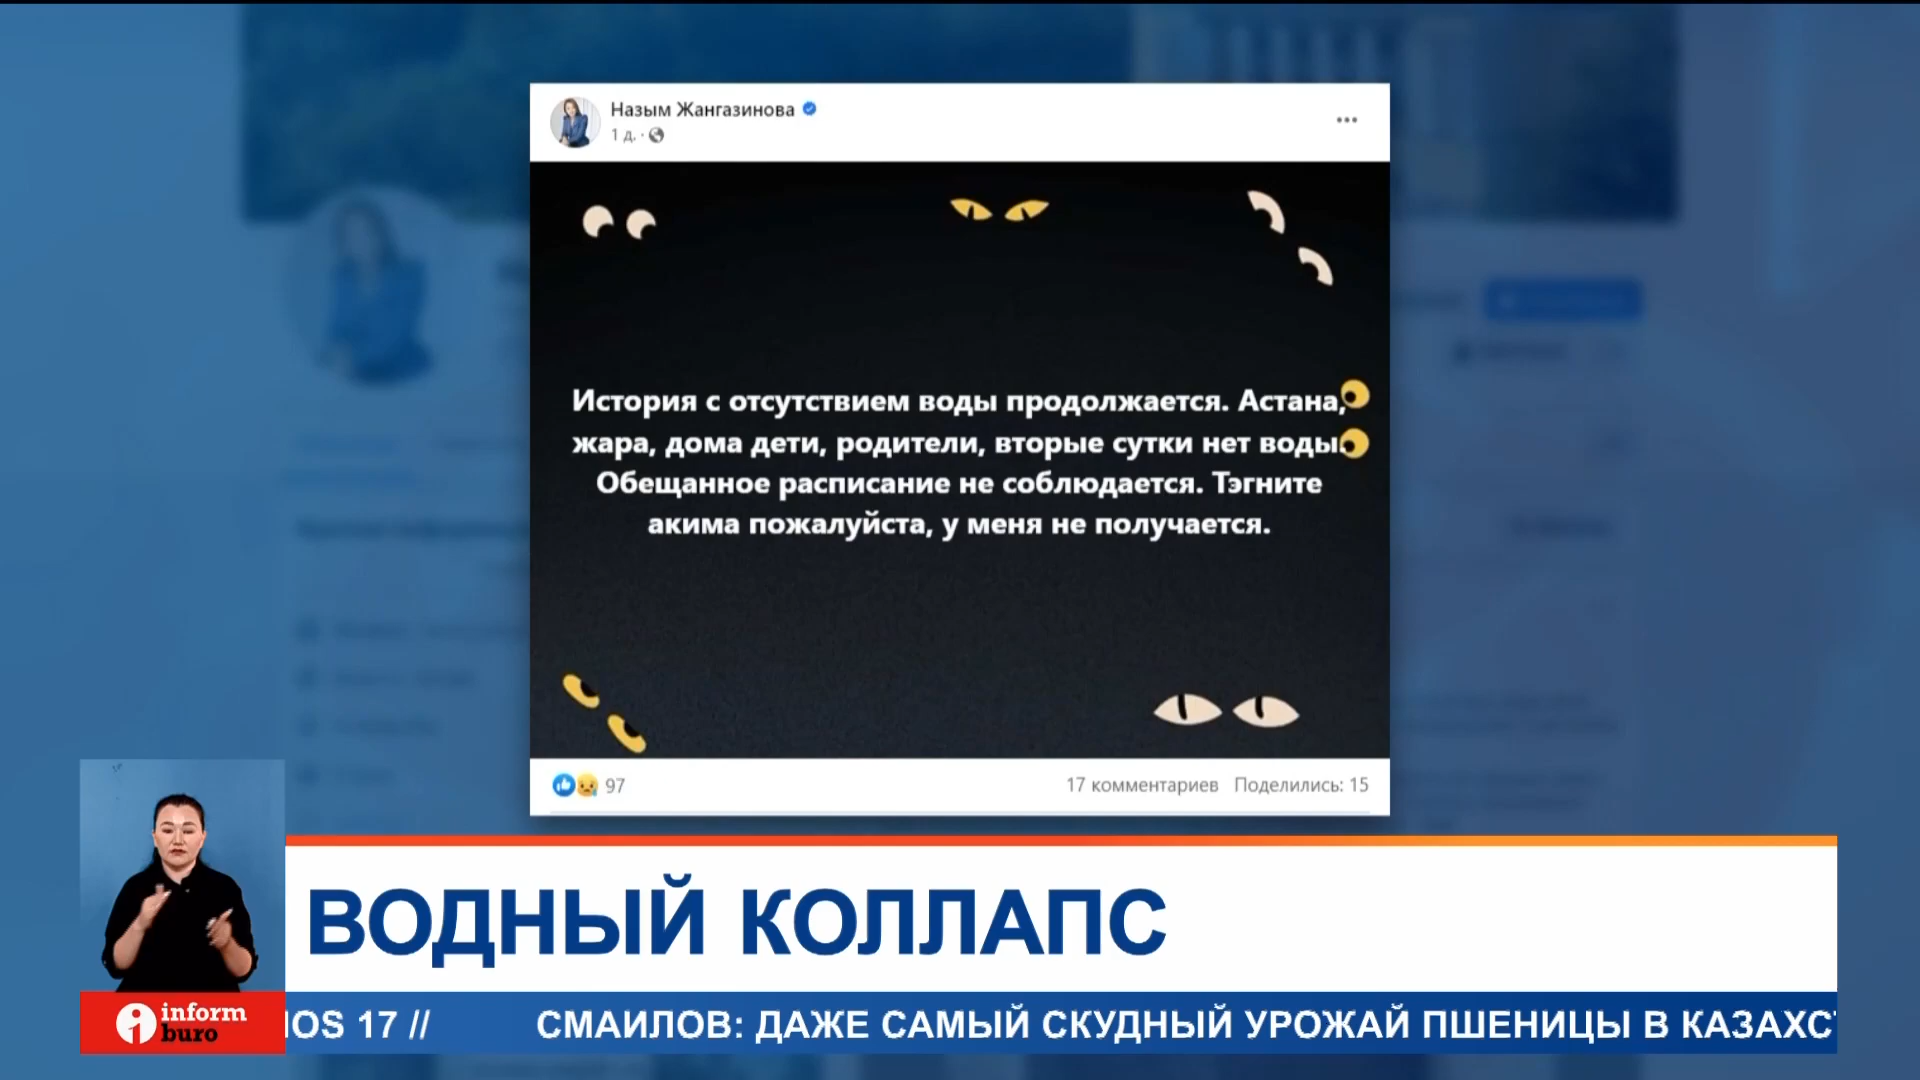 Назым Жангазинова
1 д. ·
История с отсутствием воды продолжается. Астана,
жара, дома дети, родители, вторые сутки нет воды.
Обещанное расписание не соблюдается. Тэгните
акима пожалуйста, у меня не получается.
97
17 комментариев Поделились: 15
ВОДНЫЙ КОЛЛАПС
inform
buro
IOS 17 // СМАИЛОВ: ДАЖЕ САМЫЙ СКУДНЫЙ УРОЖАЙ ПШЕНИЦЫ В КАЗАХС